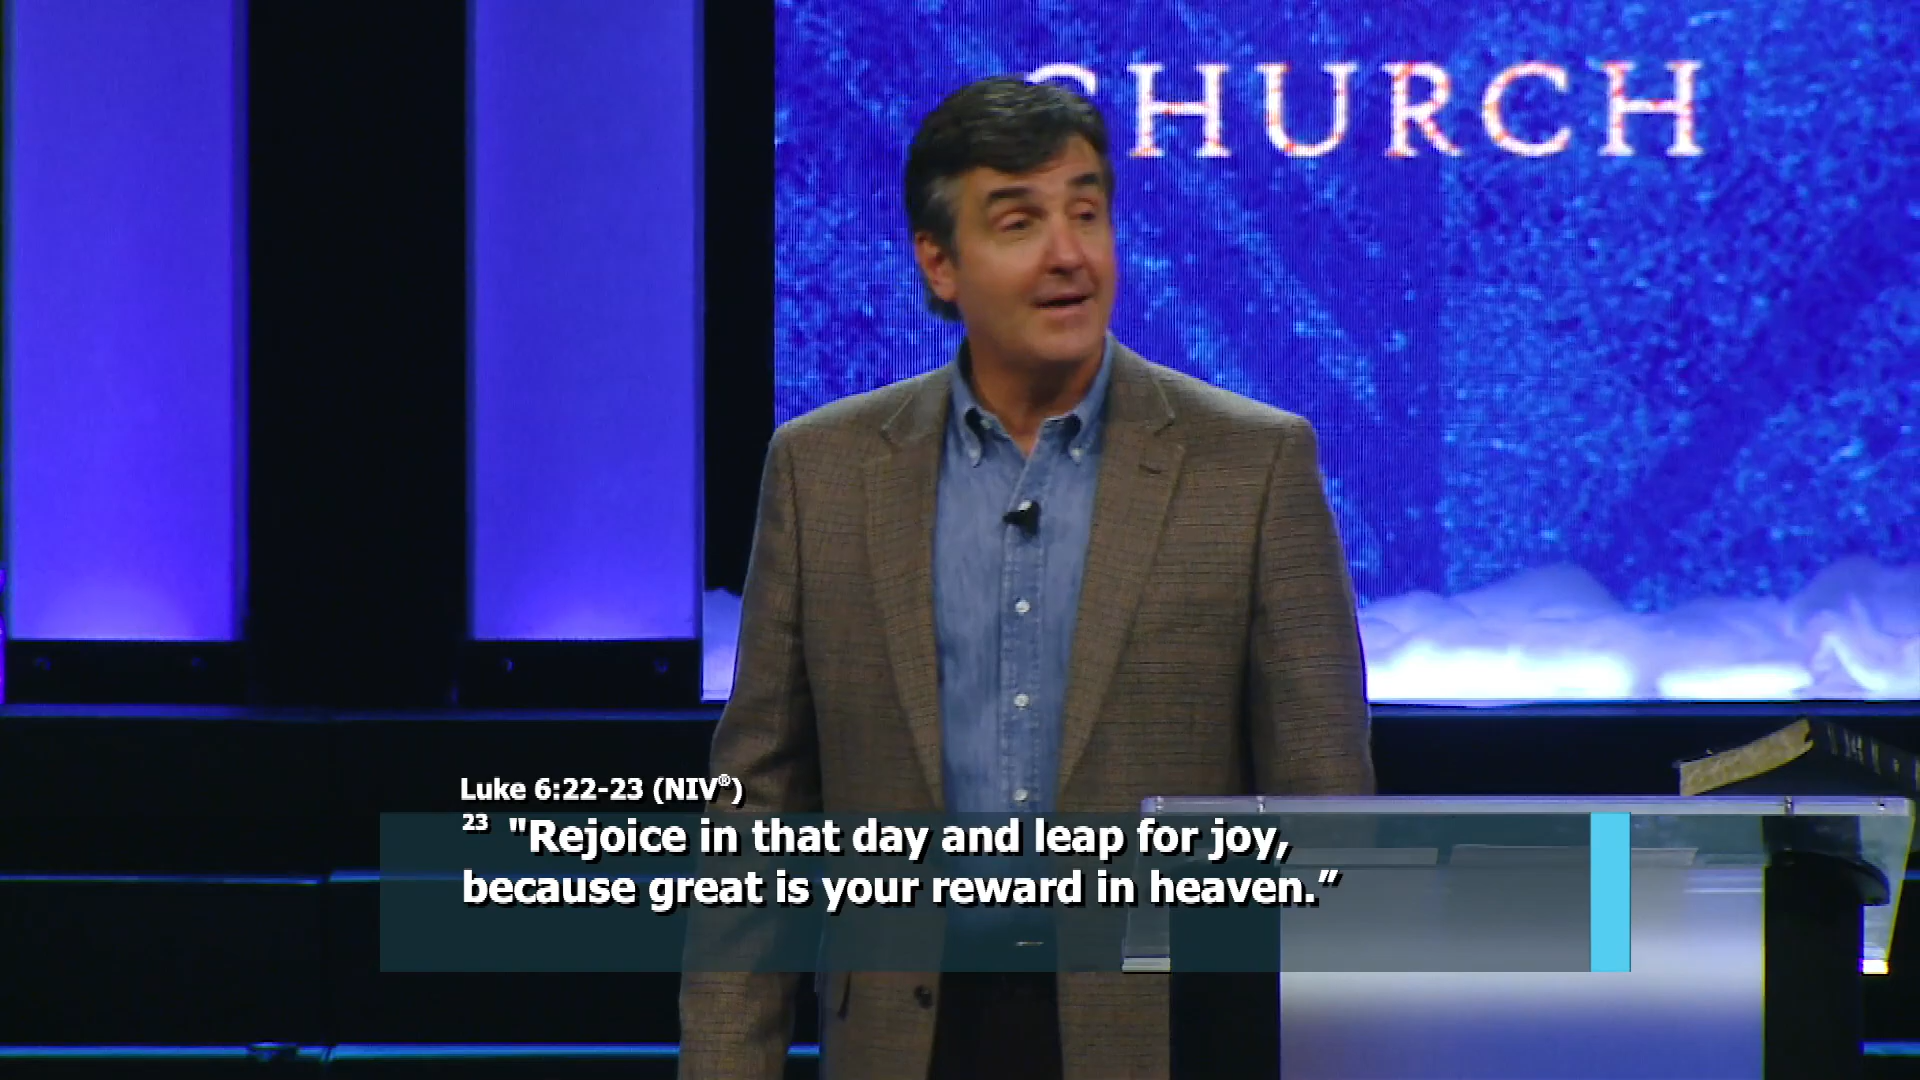 CHURCH
Luke 6:22-23 (NIV®)
23 "Rejoice in that day and leap for joy,
because great is your reward in heaven.”